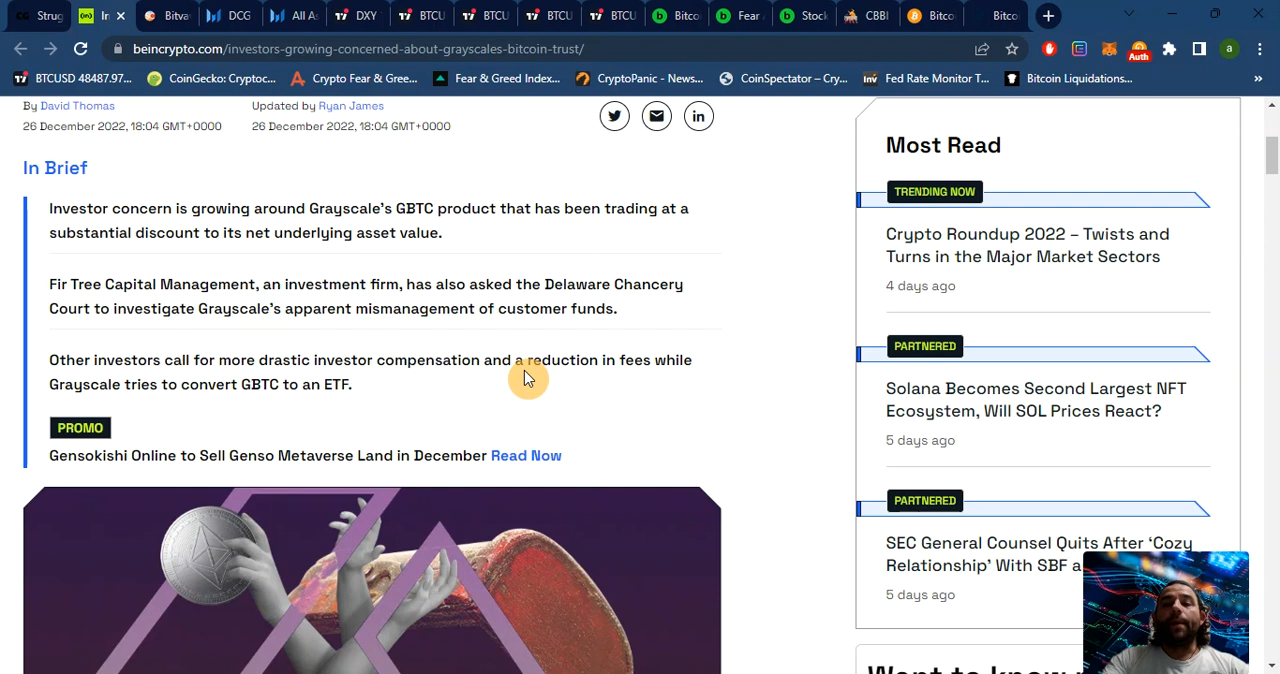 Strug
In
Bitva
DCG
All As
DXY
BTCU
BTCU
BTCU
BTCU
Bitco
Fear
Stock
CBBI
Bitco
Bitco
beincrypto.com/investors-growing-concerned-about-grayscales-bitcoin-trust/
Auth
a
BTCUSD 48487.97...
CoinGecko: Cryptoc...
Crypto Fear & Gree...
Fear & Greed Index...
CryptoPanic - News...
CoinSpectator – Cry...
Fed Rate Monitor T...
Bitcoin Liquidations...
By David Thomas
26 December 2022, 18:04 GMT+0000
Updated by Ryan James
26 December 2022, 18:04 GMT+0000
In Brief
Investor concern is growing around Grayscale's GBTC product that has been trading at a
substantial discount to its net underlying asset value.
Fir Tree Capital Management, an investment firm, has also asked the Delaware Chancery
Court to investigate Grayscale's apparent mismanagement of customer funds.
Other investors call for more drastic investor compensation and a reduction in fees while
Grayscale tries to convert GBTC to an ETF.
PROMO
Gensokishi Online to Sell Genso Metaverse Land in December Read Now
Most Read
TRENDING NOW
Crypto Roundup 2022 – Twists and
Turns in the Major Market Sectors
4 days ago
PARTNERED
Solana Becomes Second Largest NFT
Ecosystem, Will SOL Prices React?
5 days ago
PARTNERED
SEC General Counsel Quits After 'Cozy
Relationship' With SBF a
5 days ago
Want to know